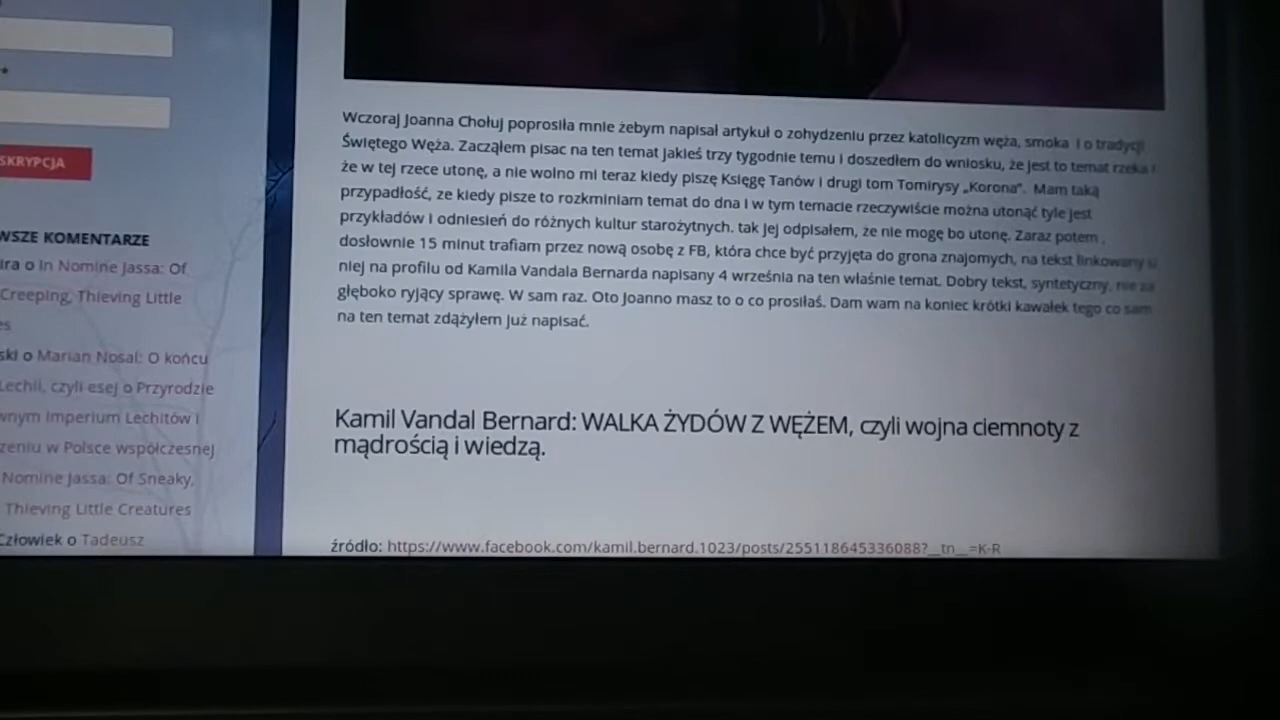 *
SKRYPCJA
WSZE KOMENTARZE
ira o In Nomine Jassa: Of
Creeping, Thieving Little
es
ski o Marian Nosal: O końcu
Lechii, czyli esej o Przyrodzie
wnym Imperium Lechitów i
zeniu w Polsce współczesnej
Nomine Jassa: Of Sneaky,
Thieving Little Creatures
Człowiek o Tadeusz
Wczoraj Joanna Chołuj poprosiła mnie żebym napisał artykuł o zohydzeniu przez katolicyzm węża, smoka i o tradycji
Świętego Węża. Zacząłem pisac na ten temat jakieś trzy tygodnie temu i doszedłem do wniosku, że jest to temat rzeka i
że w tej rzece utonę, a nie wolno mi teraz kiedy piszę Księgę Tanów i drugi tom Tomirysy „Korona”. Mam taką
przypadłość, ze kiedy pisze to rozkminiam temat do dna i w tym temacie rzeczywiście można utonąć tyle jest
przykładów i odniesień do różnych kultur starożytnych. tak jej odpisałem, że nie mogę bo utonę. Zaraz potem ,
dosłownie 15 minut trafiam przez nową osobę z FB, która chce być przyjęta do grona znajomych, na tekst linkowany u
niej na profilu od Kamila Vandala Bernarda napisany 4 września na ten właśnie temat. Dobry tekst, syntetyczny, nie za
głęboko ryjący sprawę. W sam raz. Oto Joanno masz to o co prosiłaś. Dam wam na koniec krótki kawałek tego co sam
na ten temat zdążyłem już napisać.
Kamil Vandal Bernard: WALKA ŻYDÓW Z WĘŻEM, czyli wojna ciemnoty z
mądrością i wiedzą.
źródło: https://www.facebook.com/kamil.bernard.1023/posts/2551186453360​88?__tn__=K-R